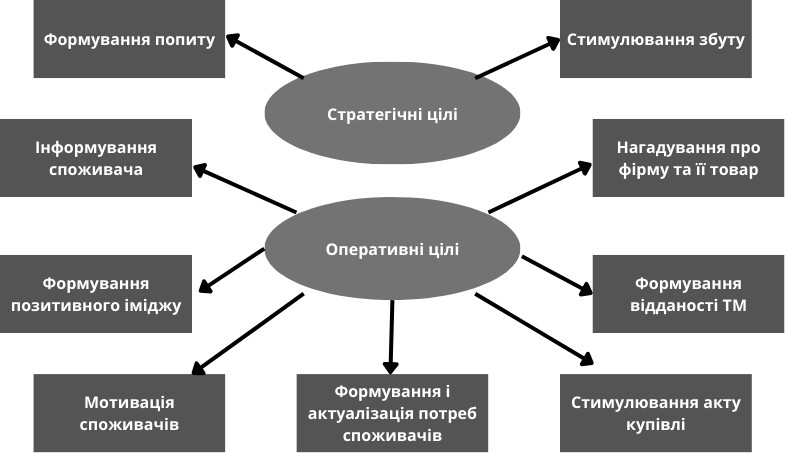 Формування попиту
Стимулювання збуту
Стратегічні цілі
Інформування
споживача
Нагадування про
фірму та її товар
Оперативні цілі
Формування
позитивного іміджу
Формування
відданості ТМ
Мотивація
споживачів
Формування і
актуалізація потреб
споживачів
Стимулювання акту
купівлі